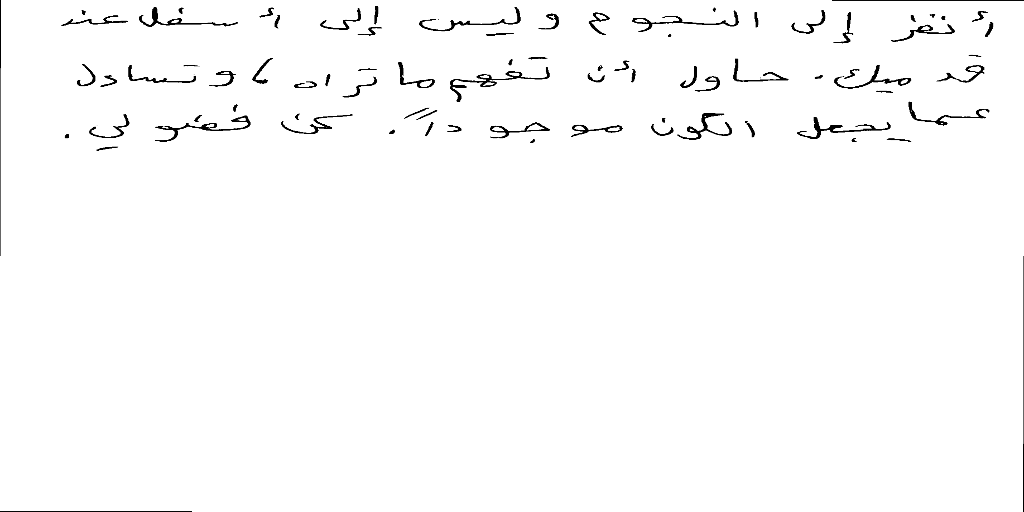 أنظر إلى النجوم وليس إلى أسفل عند
قدميك. حاول أن تفهم ما تراه، وتساءل
عما يجعل الكون موجوداً. كن فضولي.